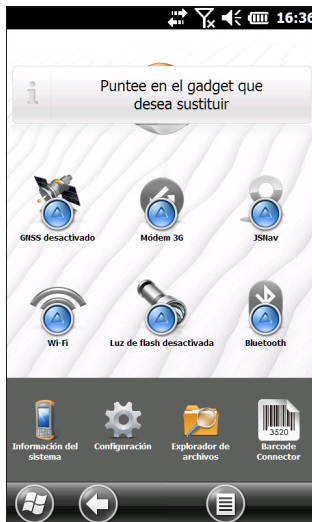 16:36
Puntee en el gadget que
desea sustituir
GNSS desactivado
Módem 3G
JSNav
Wi-Fi
Luz de flash desactivada
Bluetooth
Información del
sistema
Configuración
Explorador de
archivos
3520
Barcode
Connector